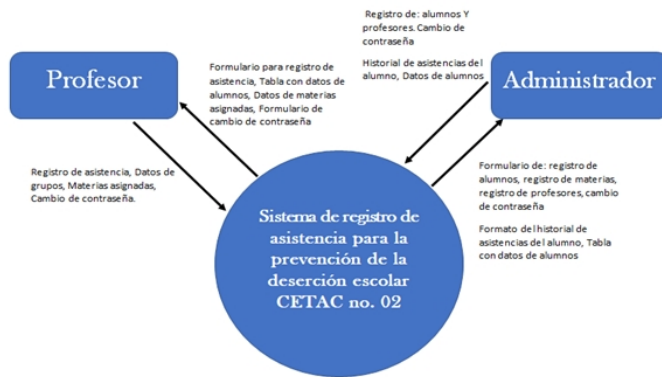 Profesor
Formulario para registro de
asistencia, Tabla con datos de
alumnos, Datos de materias
asignadas, Formulario de
cambio de contraseña
Registro de: alumnos Y
profesores. Cambio de
contraseña
Historial de asistencias del
alumno, Datos de alumnos
Administrador
Registro de asistencia, Datos de
grupos, Materias asignadas,
Cambio de contraseña.
Sistema de registro de
asistencia para la
prevención de la
deserción escolar
CETAC no. 02
Formulario de: registro de
alumnos, registro de materias,
registro de profesores, cambio
de contraseña
Formato del historial de
asistencias del alumno, Tabla
con datos de alumnos